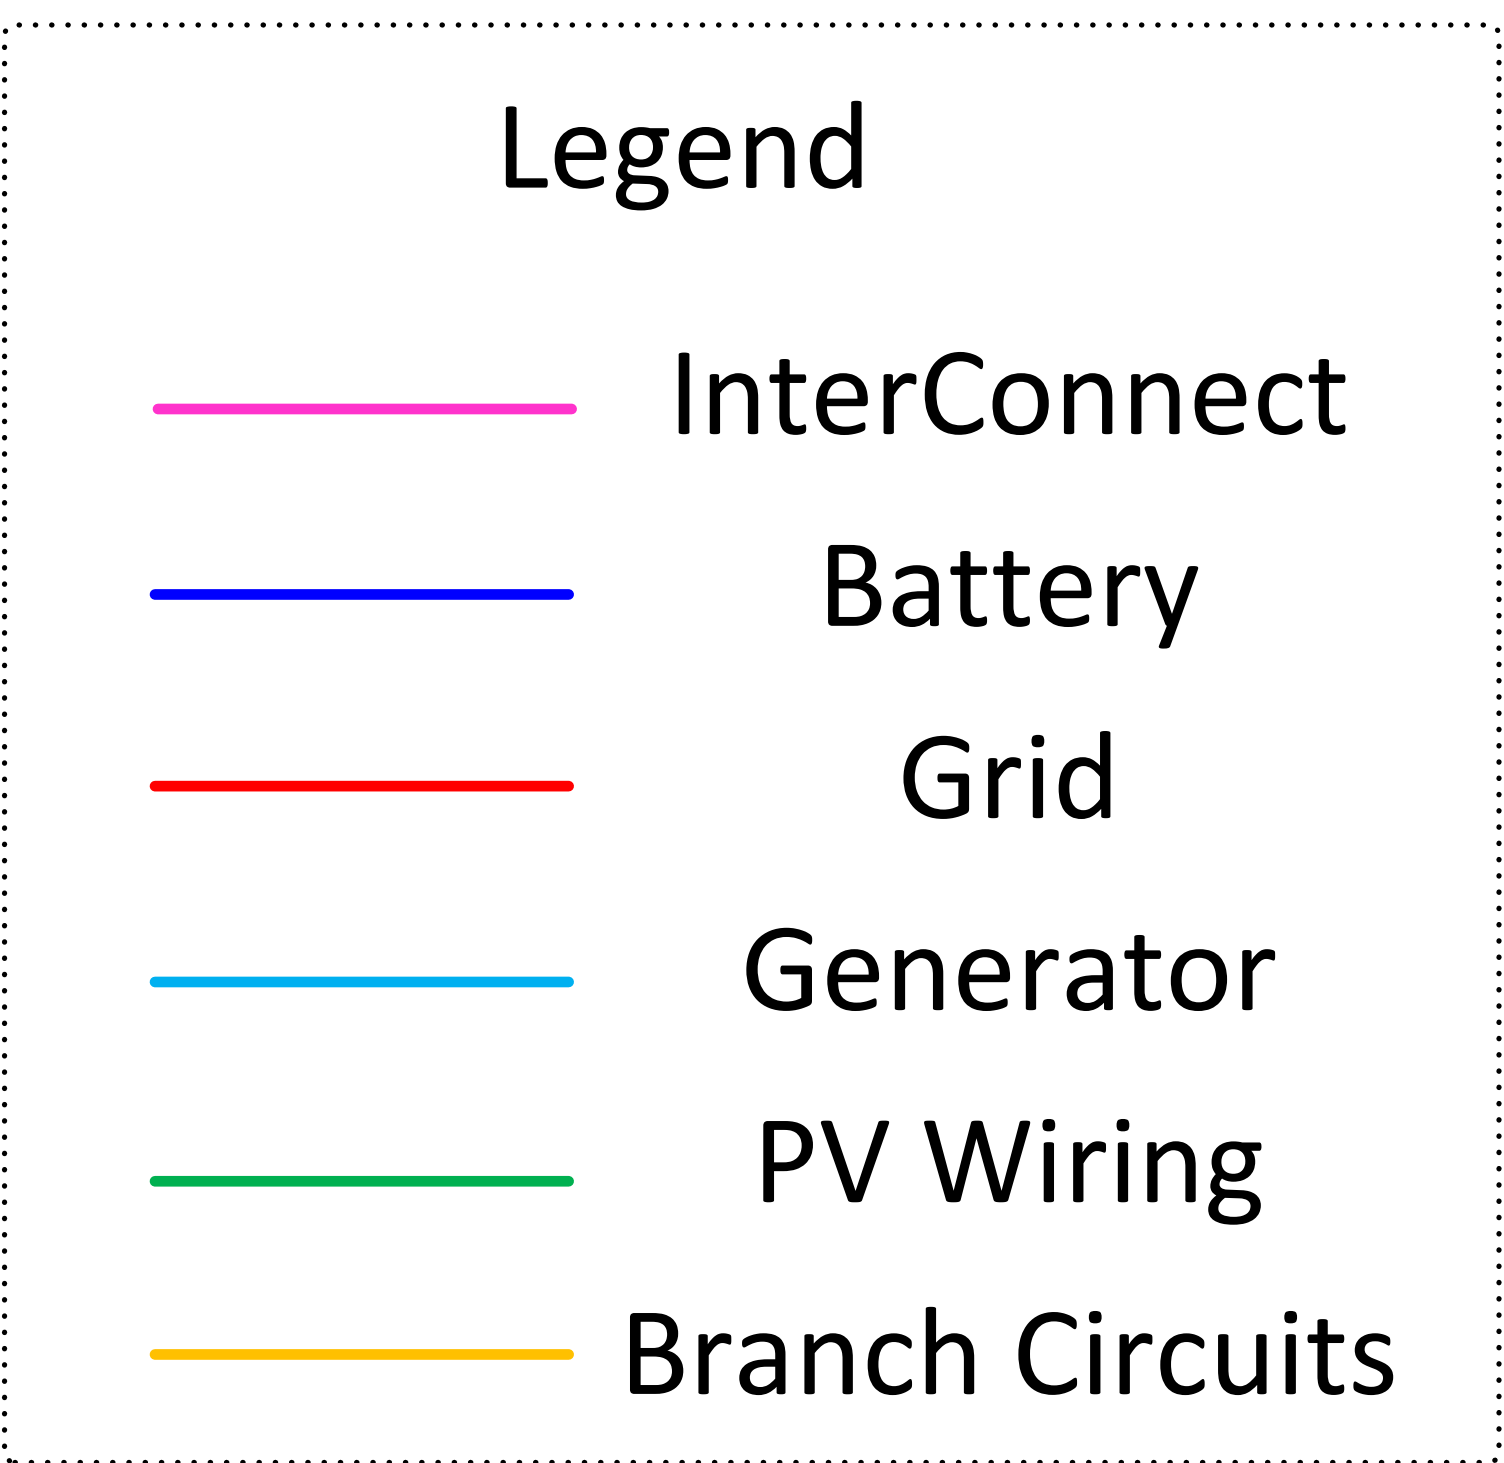 Legend
InterConnect
Battery
Grid
Generator
PV Wiring
Branch Circuits